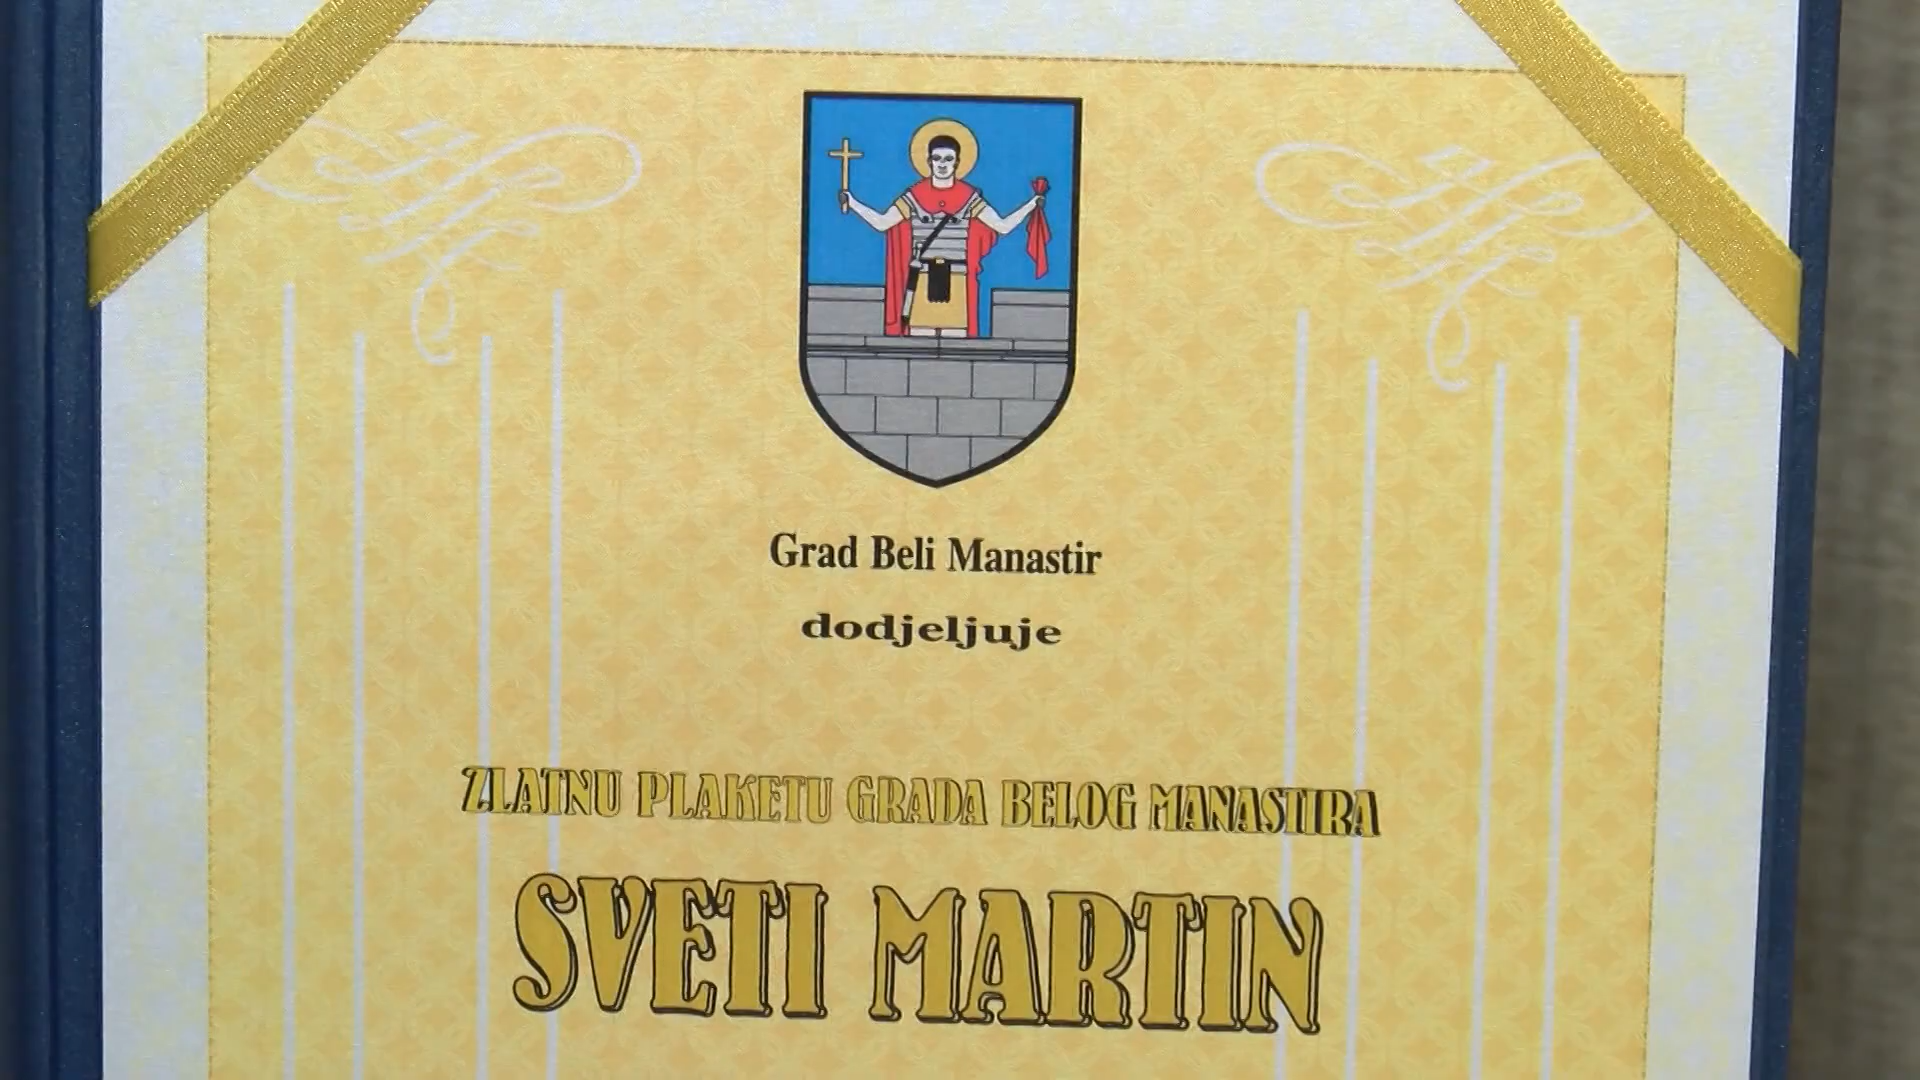 Grad Beli Manastir
dodjeljuje
ZLATNU PLAKETU GRADA BELOG MANASTIRA
SVETI MARTIN